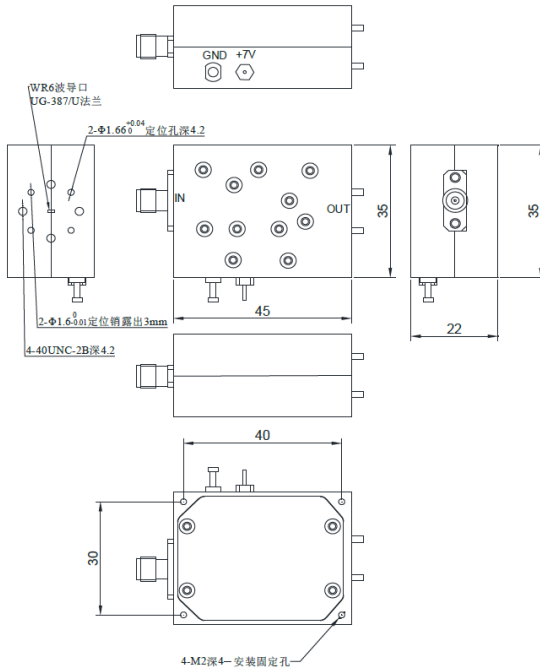 GND +7V
WR6波导口
UG-387/U法兰
2-Φ1.66 +0.04 0 定位孔深4.2
IN
OUT
35
35
45
22
2-Φ1.6 0 -0.01 定位销露出3mm
4-40UNC-2B深4.2
40
30
4-M2深4-安装固定孔